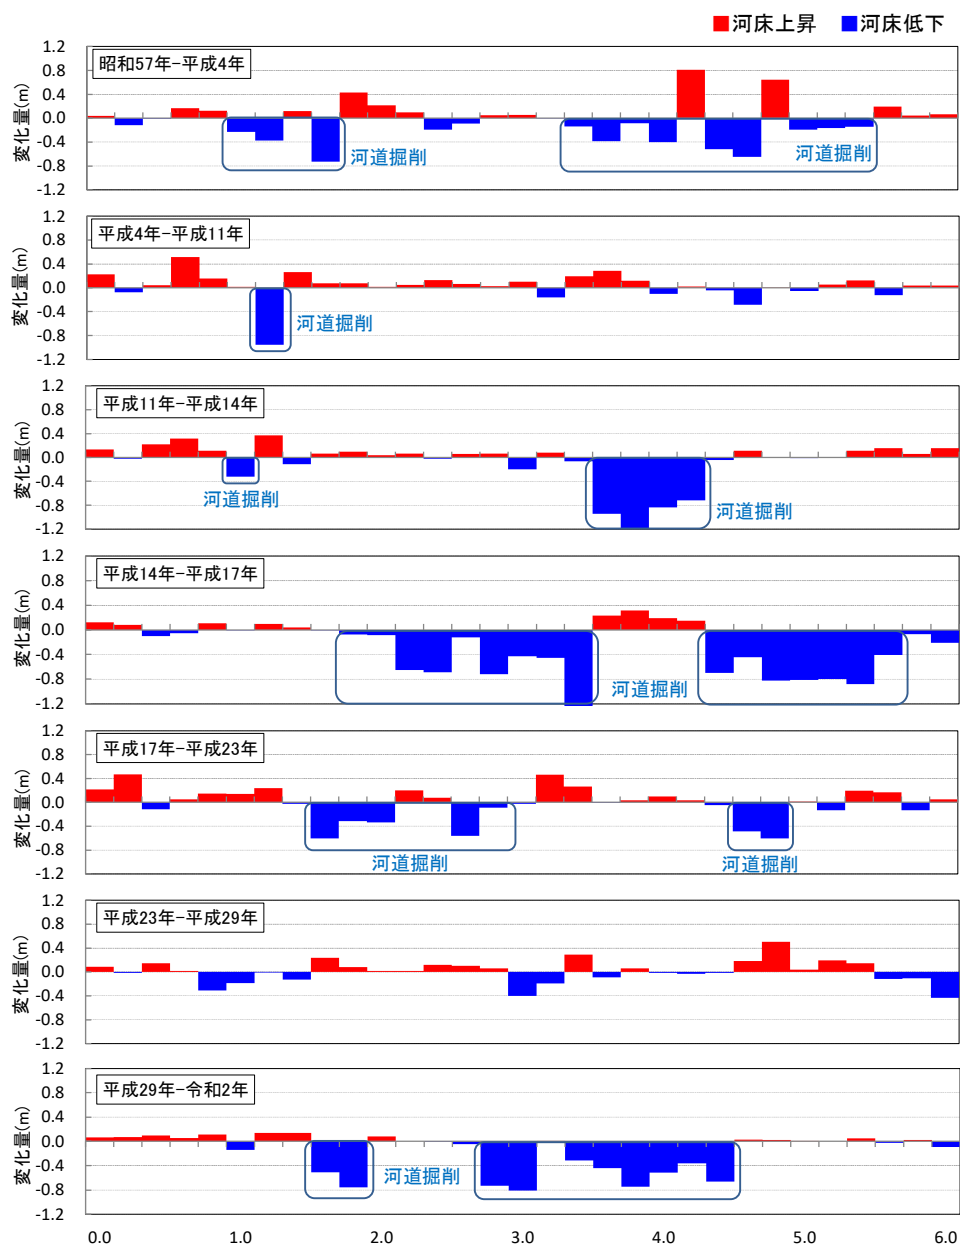 河床上昇 河床低下
昭和57年-平成4年
変化量(m)
1.2
0.8
0.4
0.0
-0.4
-0.8
-1.2
河道掘削
河道掘削
平成4年-平成11年
変化量(m)
1.2
0.8
0.4
0.0
-0.4
-0.8
-1.2
河道掘削
平成11年-平成14年
変化量(m)
1.2
0.8
0.4
0.0
-0.4
-0.8
-1.2
河道掘削
河道掘削
平成14年-平成17年
変化量(m)
1.2
0.8
0.4
0.0
-0.4
-0.8
-1.2
河道掘削
平成17年-平成23年
変化量(m)
1.2
0.8
0.4
0.0
-0.4
-0.8
-1.2
河道掘削
河道掘削
平成23年-平成29年
変化量(m)
1.2
0.8
0.4
0.0
-0.4
-0.8
-1.2
平成29年-令和2年
変化量(m)
1.2
0.8
0.4
0.0
-0.4
-0.8
-1.2
河道掘削
0.0 1.0 2.0 3.0 4.0 5.0 6.0